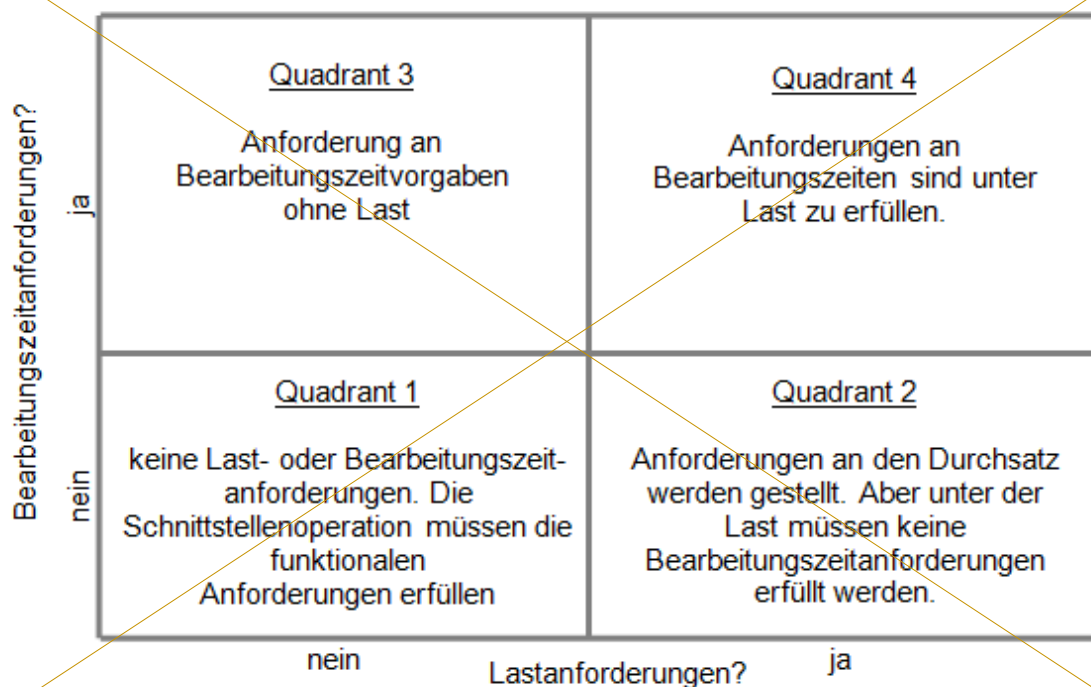 Bearbeitungszeitanforderungen?
ja
nein
Quadrant 3
Anforderung an
Bearbeitungszeitvorgaben
ohne Last
Quadrant 4
Anforderungen an
Bearbeitungszeiten sind unter
Last zu erfüllen.
Quadrant 1
keine Last- oder Bearbeitungszeit-
anforderungen. Die
Schnittstellenoperation müssen die
funktionalen
Anforderungen erfüllen
Quadrant 2
Anforderungen an den Durchsatz
werden gestellt. Aber unter der
Last müssen keine
Bearbeitungszeitanforderungen
erfüllt werden.
nein
Lastanforderungen?
ja